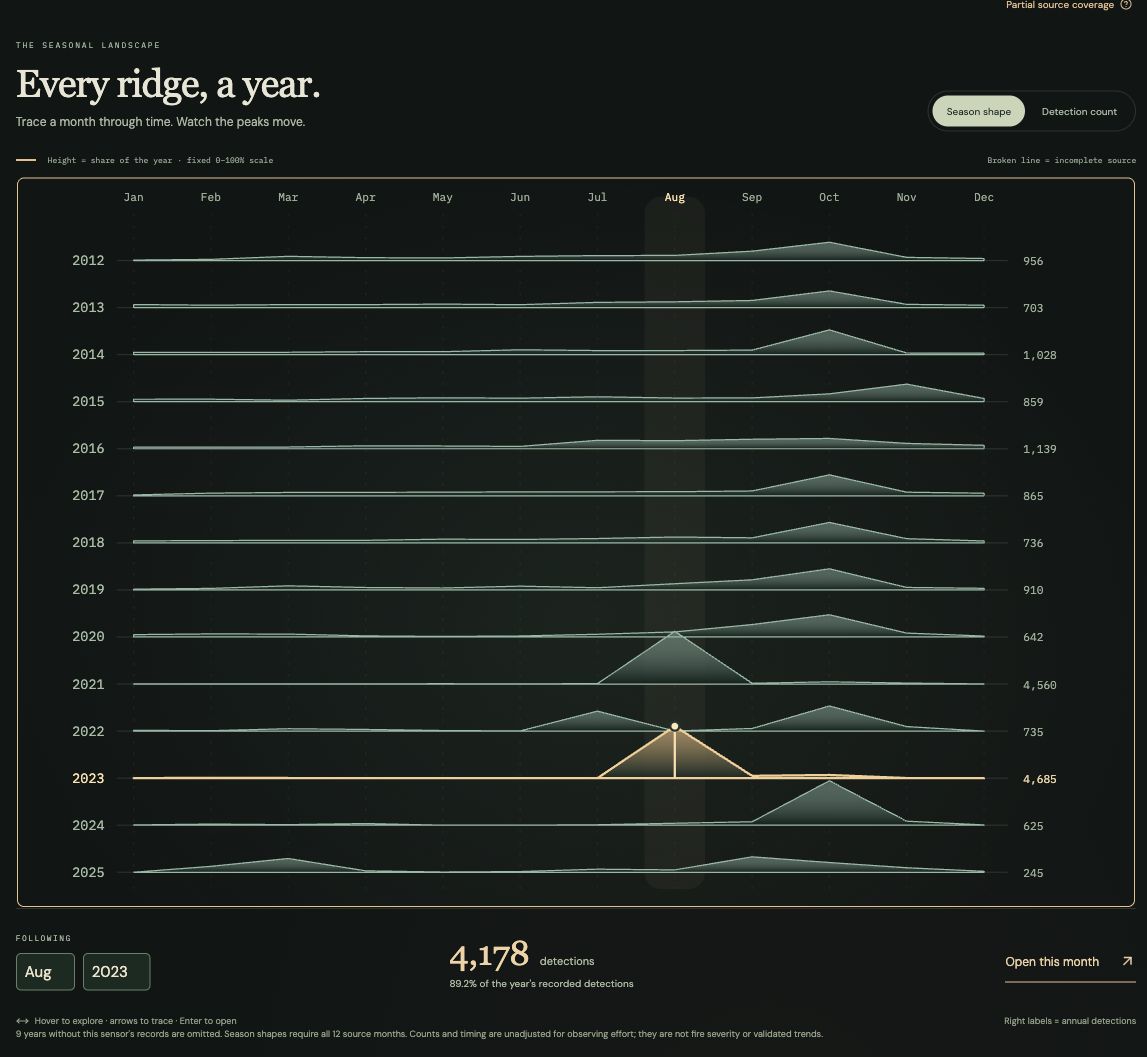 Partial source coverage ?
THE SEASONAL LANDSCAPE
Every ridge, a year.
Trace a month through time. Watch the peaks move.
Season shape Detection count
Height = share of the year · fixed 0–100% scale
Broken line = incomplete source
Jan Feb Mar Apr May Jun Jul Aug Sep Oct Nov Dec
2012 956
2013 703
2014 1,028
2015 859
2016 1,139
2017 865
2018 736
2019 910
2020 642
2021 4,560
2022 735
2023 4,685
2024 625
2025 245
FOLLOWING
Aug 2023
4,178 detections
89.2% of the year's recorded detections
Open this month ↗
↔ Hover to explore · arrows to trace · Enter to open
Right labels = annual detections
9 years without this sensor's records are omitted. Season shapes require all 12 source months. Counts and timing are unadjusted for observing effort; they are not fire severity or validated trends.